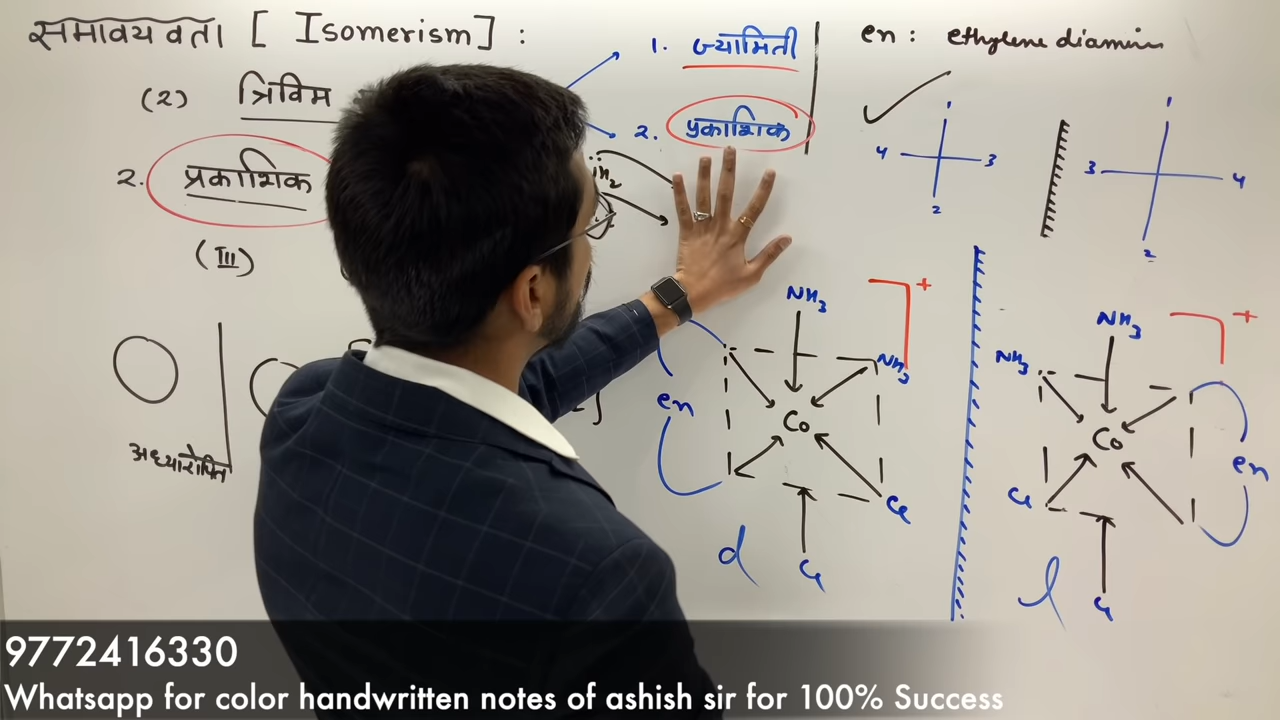 समावयवता [ Isomerism ] :
(2) त्रिविम
1. ज्यामिती
2. प्रकाशिक
2. प्रकाशिक
(III)
अध्यारोपित
en : ethylene diamin
1
4 3
2
1
3 4
2
NH3
+
NH3
en
Co
Cl
Cl
d
NH3
+
NH3
Co
en
Cl
Cl
l
9772416330
Whatsapp for color handwritten notes of ashish sir for 100% Success